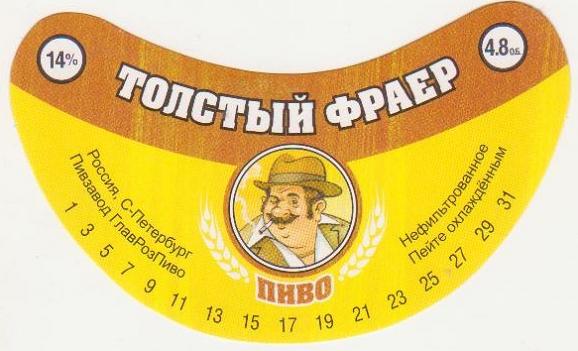 14%
ТОЛСТЫЙ ФРАЕР
4.8об.
Россия, С-Петербург
Пивзавод ГлавРозПиво
Нефильтрованное
Пейте охлаждённым
ПИВО
1 3 5 7 9 11 13 15 17 19 21 23 25 27 29 31